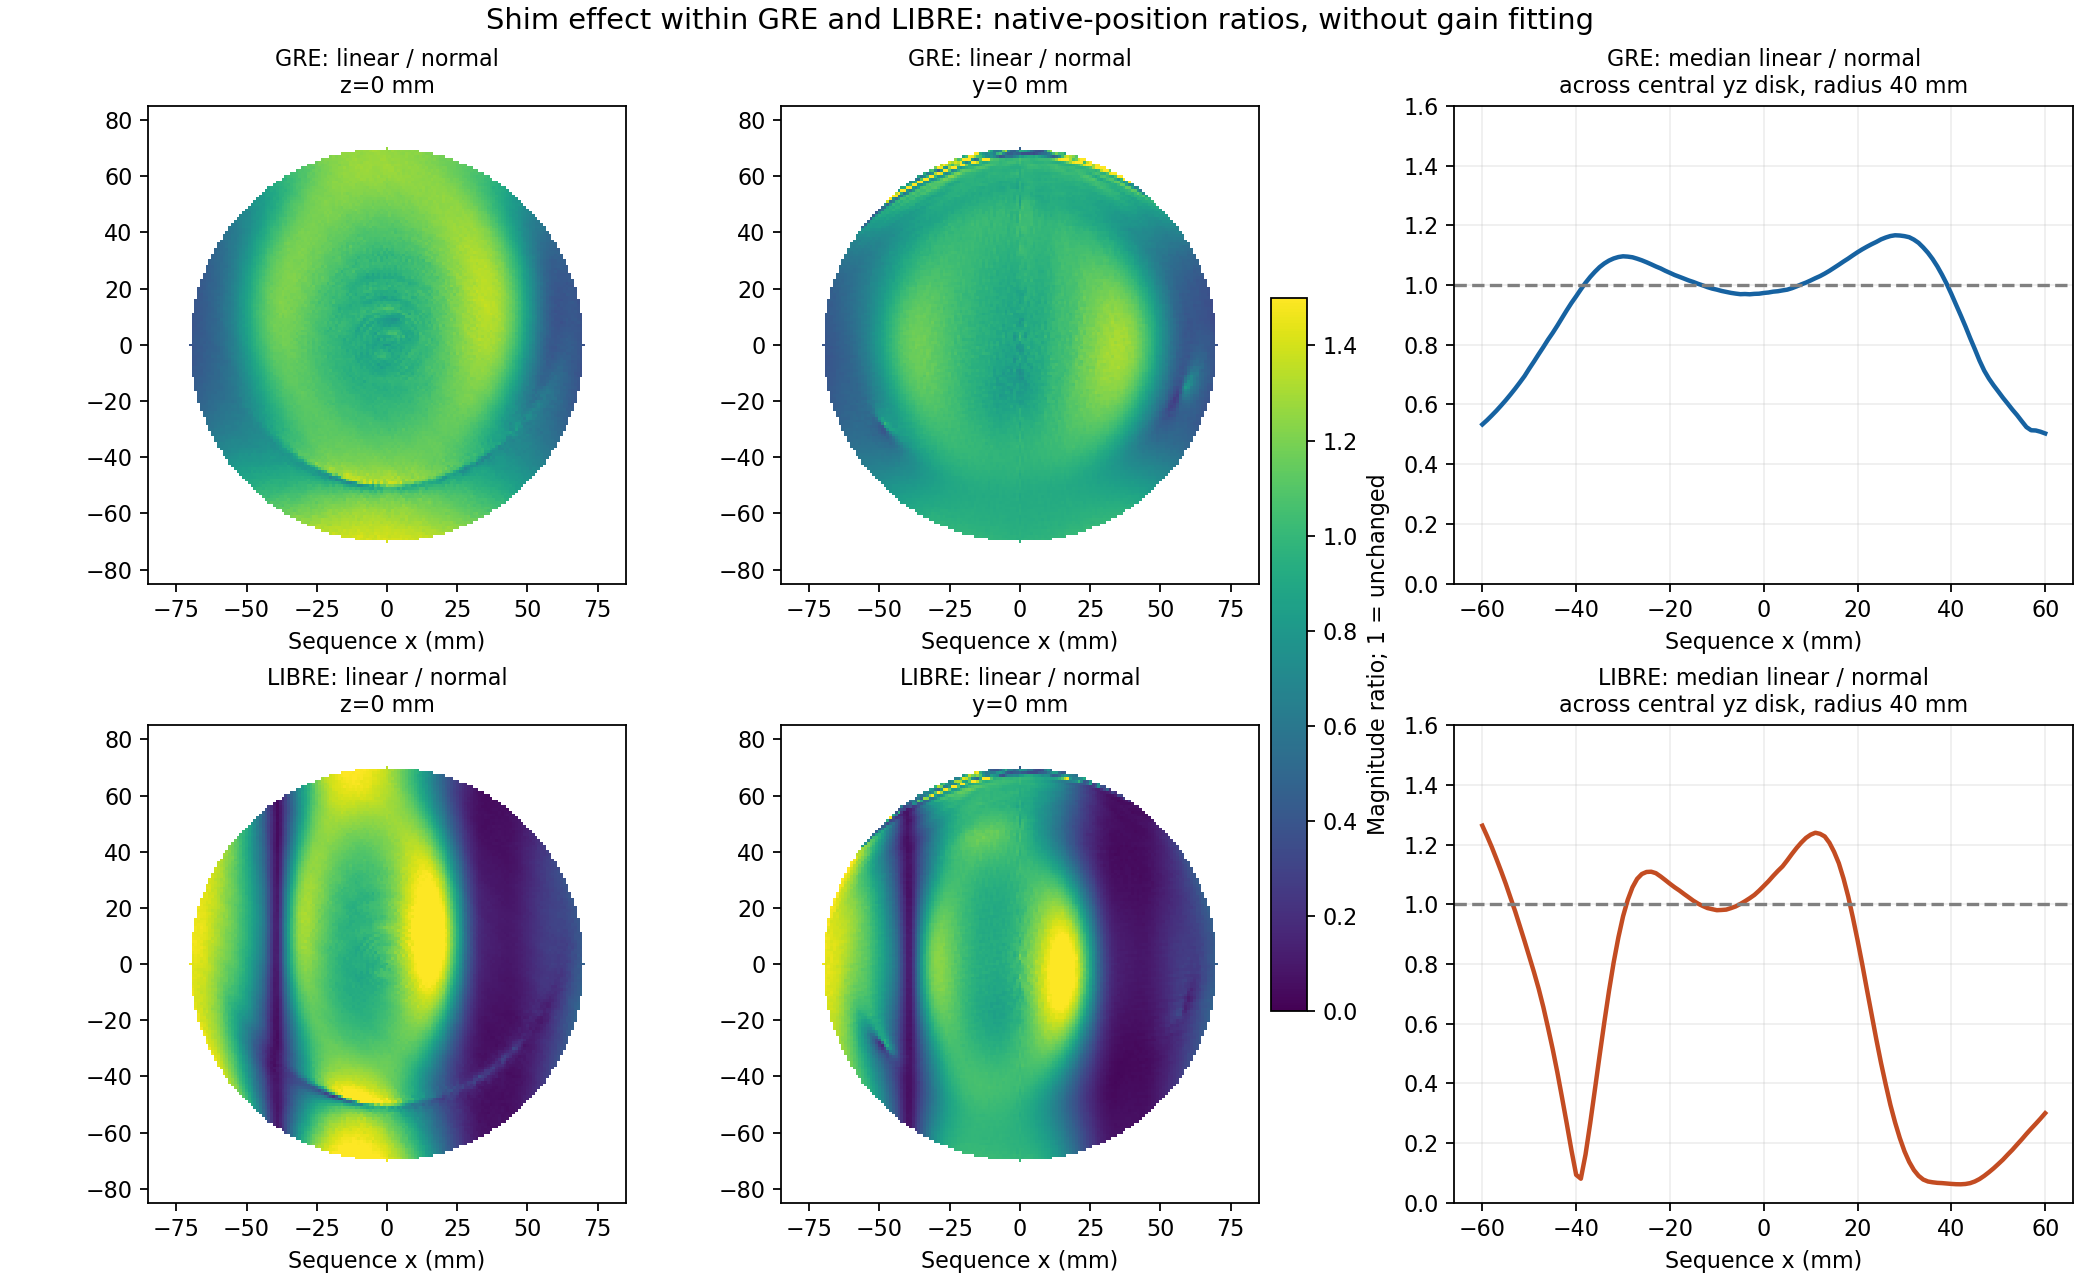 Shim effect within GRE and LIBRE: native-position ratios, without gain fitting
GRE: linear / normal
z=0 mm
80
60
40
20
0
−20
−40
−60
−80
−75 −50 −25 0 25 50 75
Sequence x (mm)
GRE: linear / normal
y=0 mm
80
60
40
20
0
−20
−40
−60
−80
−75 −50 −25 0 25 50 75
Sequence x (mm)
GRE: median linear / normal
across central yz disk, radius 40 mm
1.6
1.4
1.2
1.0
0.8
0.6
0.4
0.2
0.0
−60 −40 −20 0 20 40 60
Sequence x (mm)
1.4
1.2
1.0
0.8
0.6
0.4
0.2
0.0
Magnitude ratio; 1 = unchanged
LIBRE: linear / normal
z=0 mm
80
60
40
20
0
−20
−40
−60
−80
−75 −50 −25 0 25 50 75
Sequence x (mm)
LIBRE: linear / normal
y=0 mm
80
60
40
20
0
−20
−40
−60
−80
−75 −50 −25 0 25 50 75
Sequence x (mm)
LIBRE: median linear / normal
across central yz disk, radius 40 mm
1.6
1.4
1.2
1.0
0.8
0.6
0.4
0.2
0.0
−60 −40 −20 0 20 40 60
Sequence x (mm)